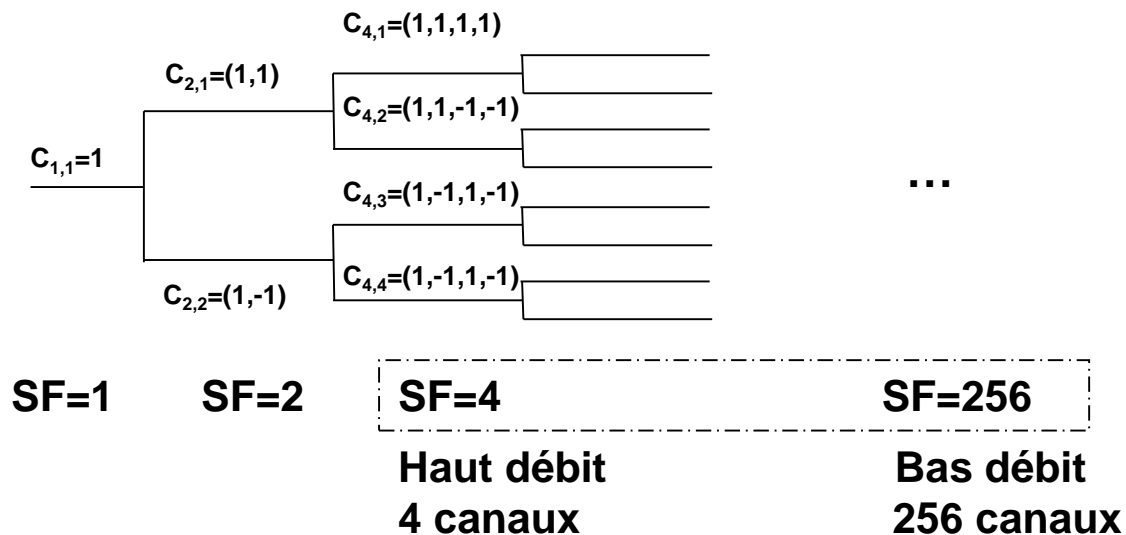 C4,1=(1,1,1,1)
C2,1=(1,1)
C4,2=(1,1,-1,-1)
C1,1=1
C4,3=(1,-1,1,-1)
...
C4,4=(1,-1,1,-1)
C2,2=(1,-1)
SF=1 SF=2 SF=4 SF=256
Haut débit Bas débit
4 canaux 256 canaux